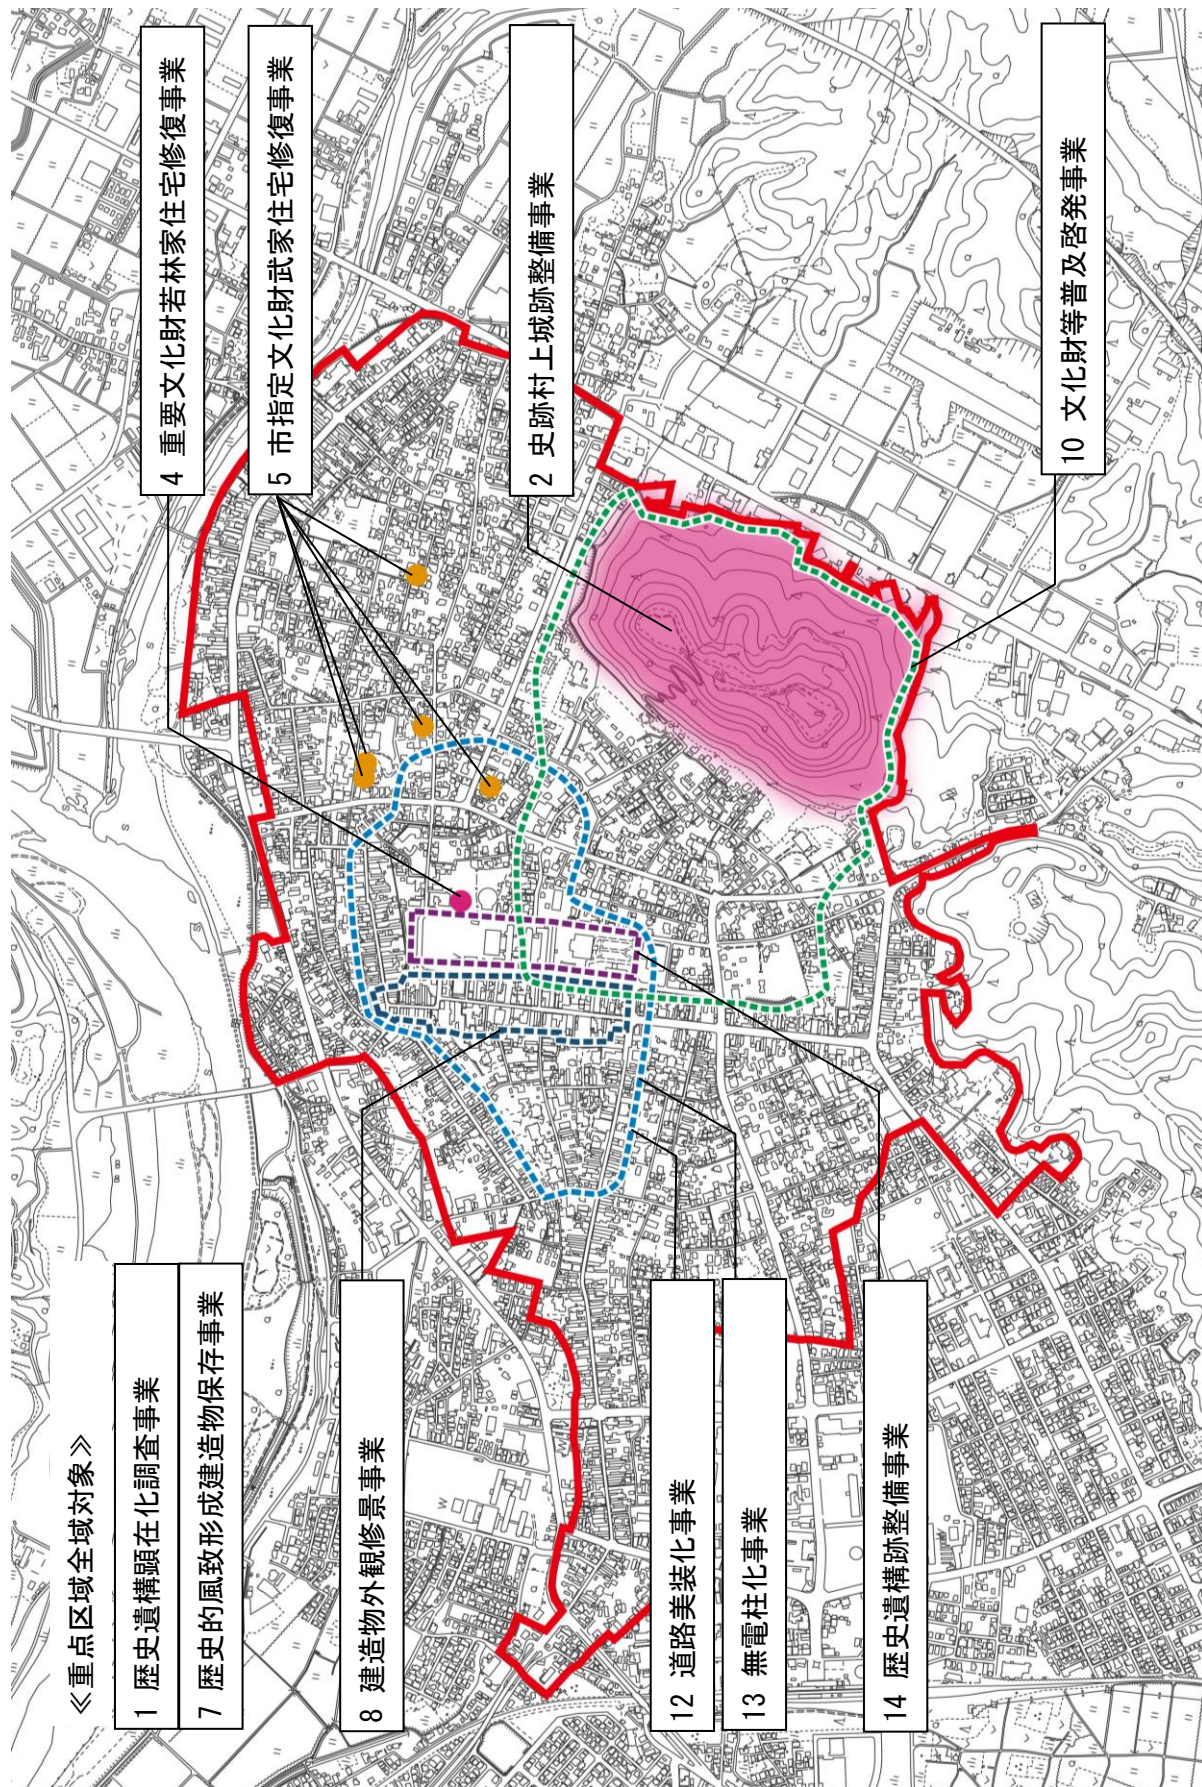 ≪重点区域全域対象≫
1 歴史遺構顕在化調査事業
7 歴史的風致形成建造物保存事業
4 重要文化財若林家住宅修復事業
5 市指定文化財武家住宅修復事業
2 史跡村上城跡整備事業
10 文化財等普及啓発事業
8 建造物外観修景事業
12 道路美装化事業
13 無電柱化事業
14 歴史遺構跡整備事業